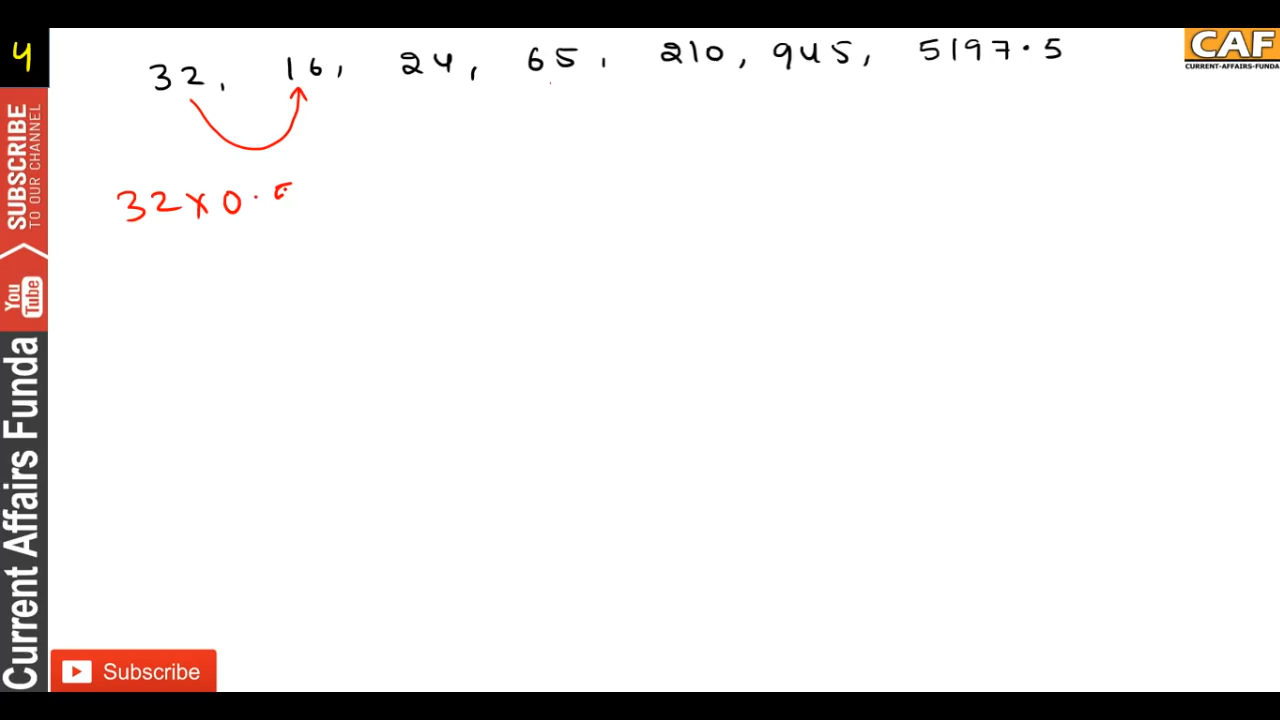 4
32, 16, 24, 65, 210, 945, 5197.5
CAF
CURRENT-AFFAIRS-FUNDA
32×0.5
SUBSCRIBE
TO OUR CHANNEL
You Tube
Current Affairs Funda
Subscribe